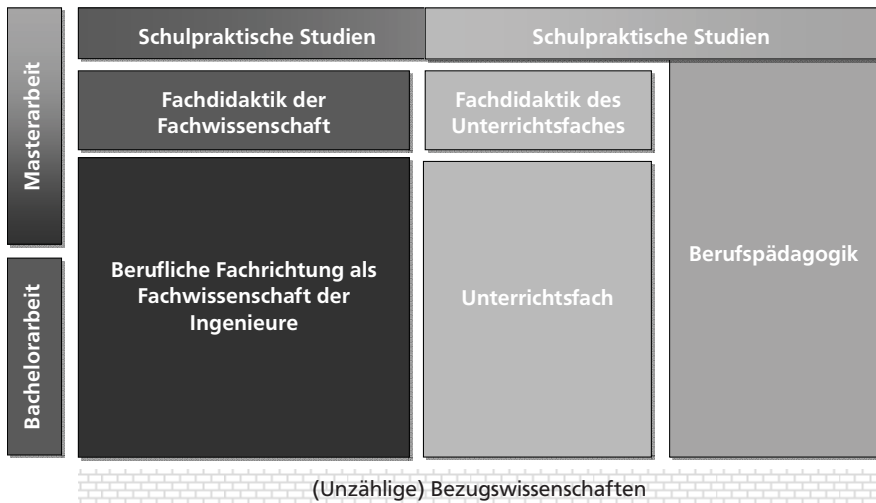 Schulpraktische Studien
Schulpraktische Studien
Masterarbeit
Fachdidaktik der
Fachwissenschaft
Fachdidaktik des
Unterrichtsfaches
Berufliche Fachrichtung als
Fachwissenschaft der
Ingenieure
Unterrichtsfach
Berufspädagogik
Bachelorarbeit
(Unzählige) Bezugswissenschaften